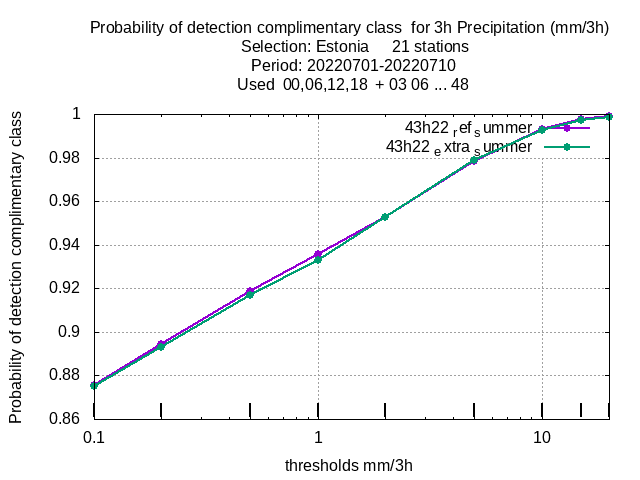 Probability of detection complimentary class  for 3h Precipitation (mm/3h)
Selection: Estonia     21 stations
Period: 20220701-20220710
Used  00,06,12,18  + 03 06 ... 48
Probability of detection complimentary class
1
0.98
0.96
0.94
0.92
0.9
0.88
0.86
43h22 ref summer
43h22 extra summer
0.1
1
10
thresholds mm/3h